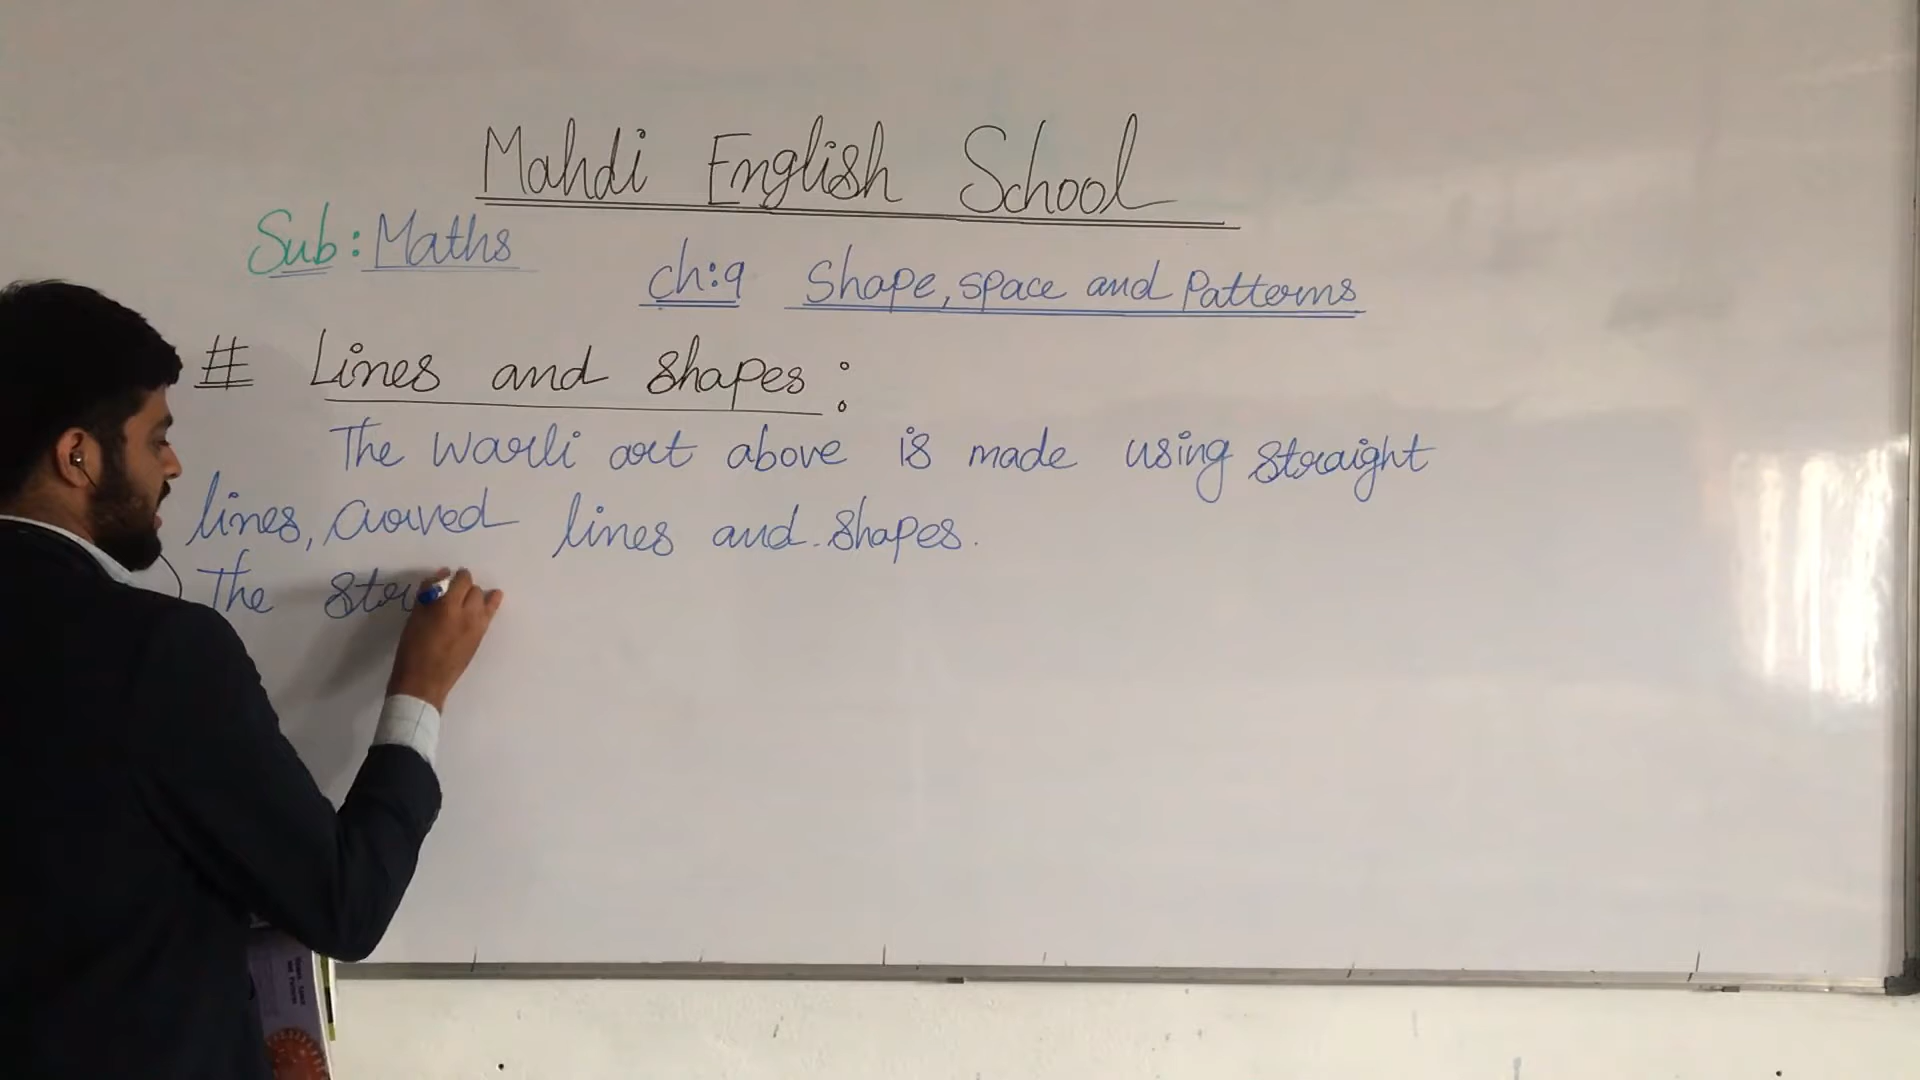 Mahdi English School
Sub: Maths
ch:9 Shape, space and Patterns
# Lines and shapes:
The warli art above is made using straight
lines, curved lines and shapes.
The stra